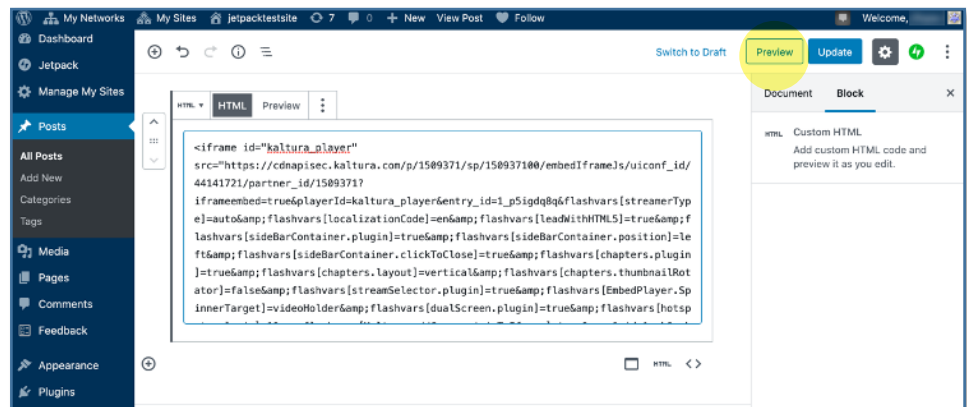 My Networks My Sites jetpacktestsite 7 0 New View Post Follow Welcome,
Dashboard
Jetpack
Manage My Sites
Posts
All Posts
Add New
Categories
Tags
Media
Pages
Comments
Feedback
Appearance
Plugins
Switch to Draft Preview Update
HTML HTML Preview
<iframe id="kaltura_player"
src="https://cdnapisec.kaltura.com/p/1509371/sp/150937100/embedIframeJs/uiconf_id/
44141721/partner_id/1509371?
iframeembed=true&playerId=kaltura_player&entry_id=1_p5igdq8q&flashvars[streamerTyp
e]=auto&amp;flashvars[localizationCode]=en&amp;flashvars[leadWithHTML5]=true&amp;f
lashvars[sideBarContainer.plugin]=true&amp;flashvars[sideBarContainer.position]=le
ft&amp;flashvars[sideBarContainer.clickToClose]=true&amp;flashvars[chapters.plugin
]=true&amp;flashvars[chapters.layout]=vertical&amp;flashvars[chapters.thumbnailRot
ator]=false&amp;flashvars[streamSelector.plugin]=true&amp;flashvars[EmbedPlayer.Sp
innerTarget]=videoHolder&amp;flashvars[dualScreen.plugin]=true&amp;flashvars[hotsp
HTML
Document Block
HTML Custom HTML
Add custom HTML code and
preview it as you edit.